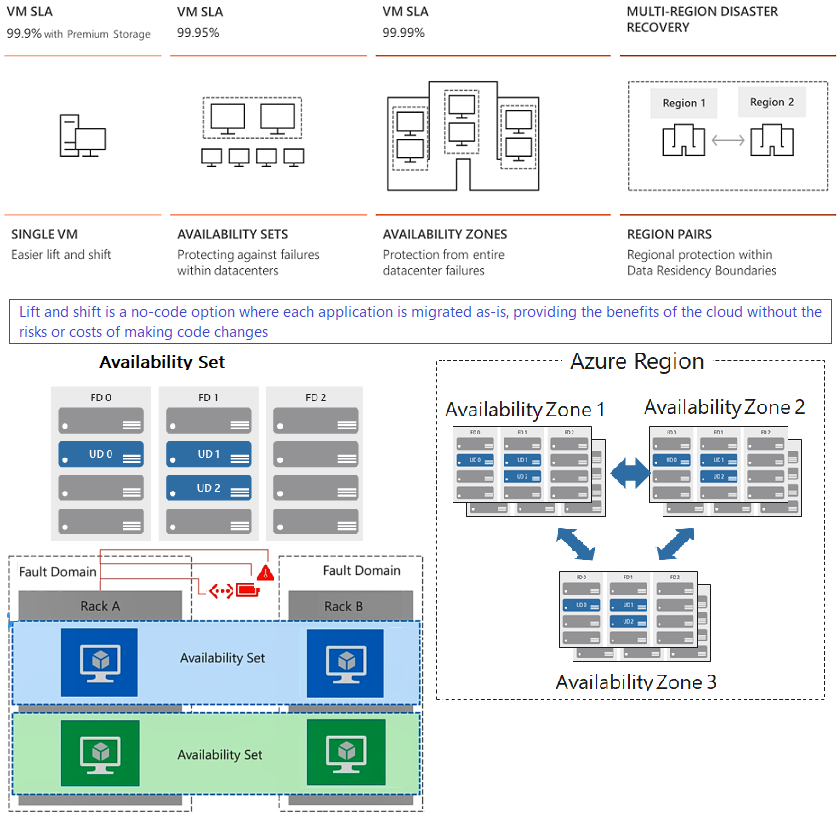 VM SLA
99.9% with Premium Storage
VM SLA
99.95%
VM SLA
99.99%
MULTI-REGION DISASTER
RECOVERY
Region 1
Region 2
SINGLE VM
Easier lift and shift
AVAILABILITY SETS
Protecting against failures
within datacenters
AVAILABILITY ZONES
Protection from entire
datacenter failures
REGION PAIRS
Regional protection within
Data Residency Boundaries
Lift and shift is a no-code option where each application is migrated as-is, providing the benefits of the cloud without the
risks or costs of making code changes
Availability Set
FD 0
FD 1
FD 2
UD 0
UD 1
UD 2
Fault Domain
Fault Domain
Rack A
Rack B
Availability Set
Availability Set
Azure Region
Availability Zone 1
FD 0
FD 1
FD 2
UD 0
UD 1
UD 2
Availability Zone 2
FD 0
FD 1
FD 2
UD 0
UD 1
UD 2
FD 0
FD 1
FD 2
UD 0
UD 1
UD 2
Availability Zone 3